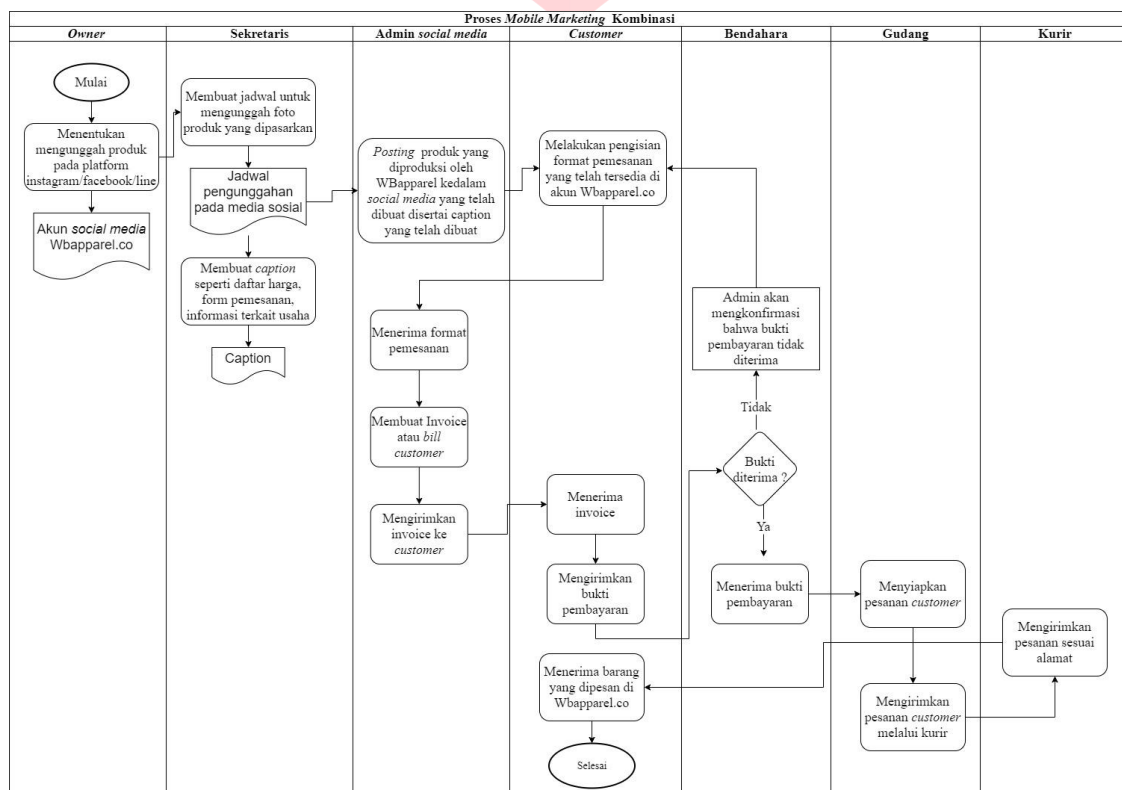 Proses Mobile Marketing Kombinasi
Owner
Sekretaris
Admin social media
Customer
Bendahara
Gudang
Kurir
Mulai
Menentukan
mengunggah produk
pada platform
instagram/facebook/line
Akun social media
Wbapparel.co
Membuat jadwal untuk
mengunggah foto
produk yang dipasarkan
Jadwal
pengunggahan
pada media sosial
Membuat caption
seperti daftar harga,
form pemesanan,
informasi terkait usaha
Caption
Posting produk yang
diproduksi oleh
WBapparel kedalam
social media yang telah
dibuat disertai caption
yang telah dibuat
Melakukan pengisian
format pemesanan
yang telah tersedia di
akun Wbapparel.co
Menerima format
pemesanan
Membuat Invoice
atau bill
customer
Mengirimkan
invoice ke
customer
Menerima
invoice
Mengirimkan
bukti
pembayaran
Admin akan
mengkonfirmasi
bahwa bukti
pembayaran tidak
diterima
Tidak
Bukti
diterima ?
Ya
Menerima bukti
pembayaran
Menyiapkan
pesanan customer
Mengirimkan
pesanan customer
melalui kurir
Mengirimkan
pesanan sesuai
alamat
Menerima barang
yang dipesan di
Wbapparel.co
Selesai